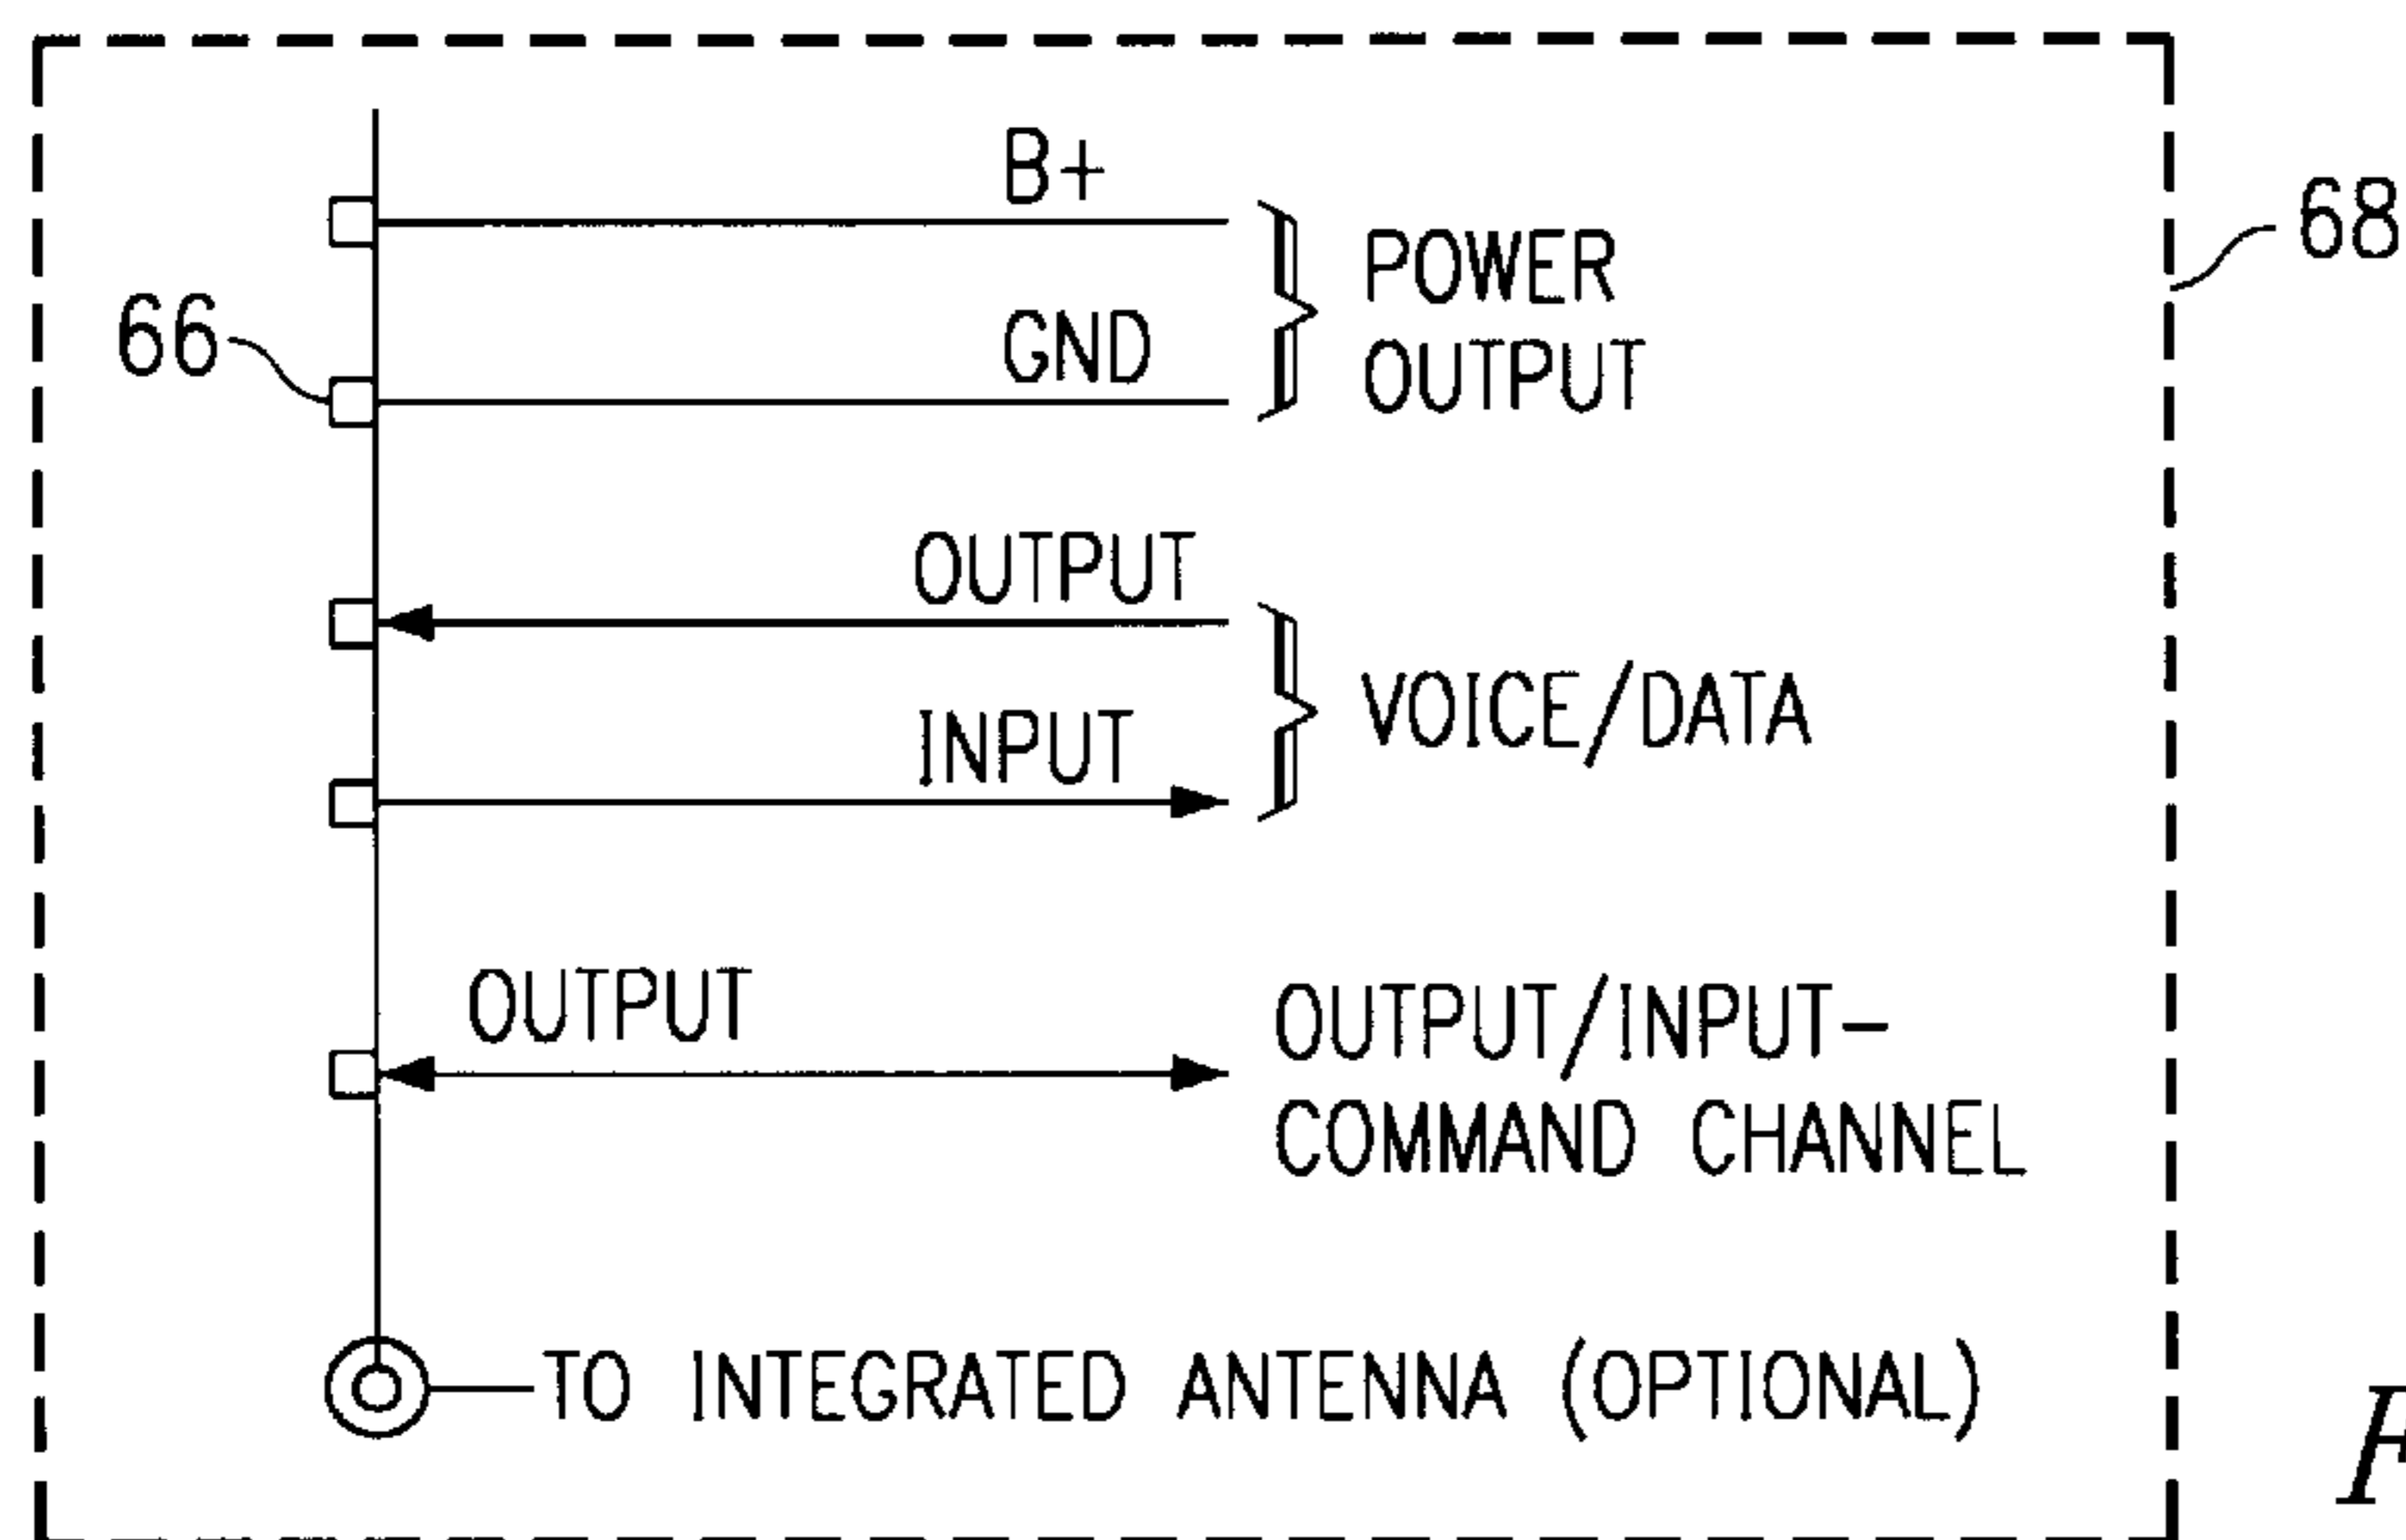 B+
68
POWER
OUTPUT
66
GND
OUTPUT
VOICE/DATA
INPUT
OUTPUT
OUTPUT/INPUT-
COMMAND CHANNEL
TO INTEGRATED ANTENNA (OPTIONAL)